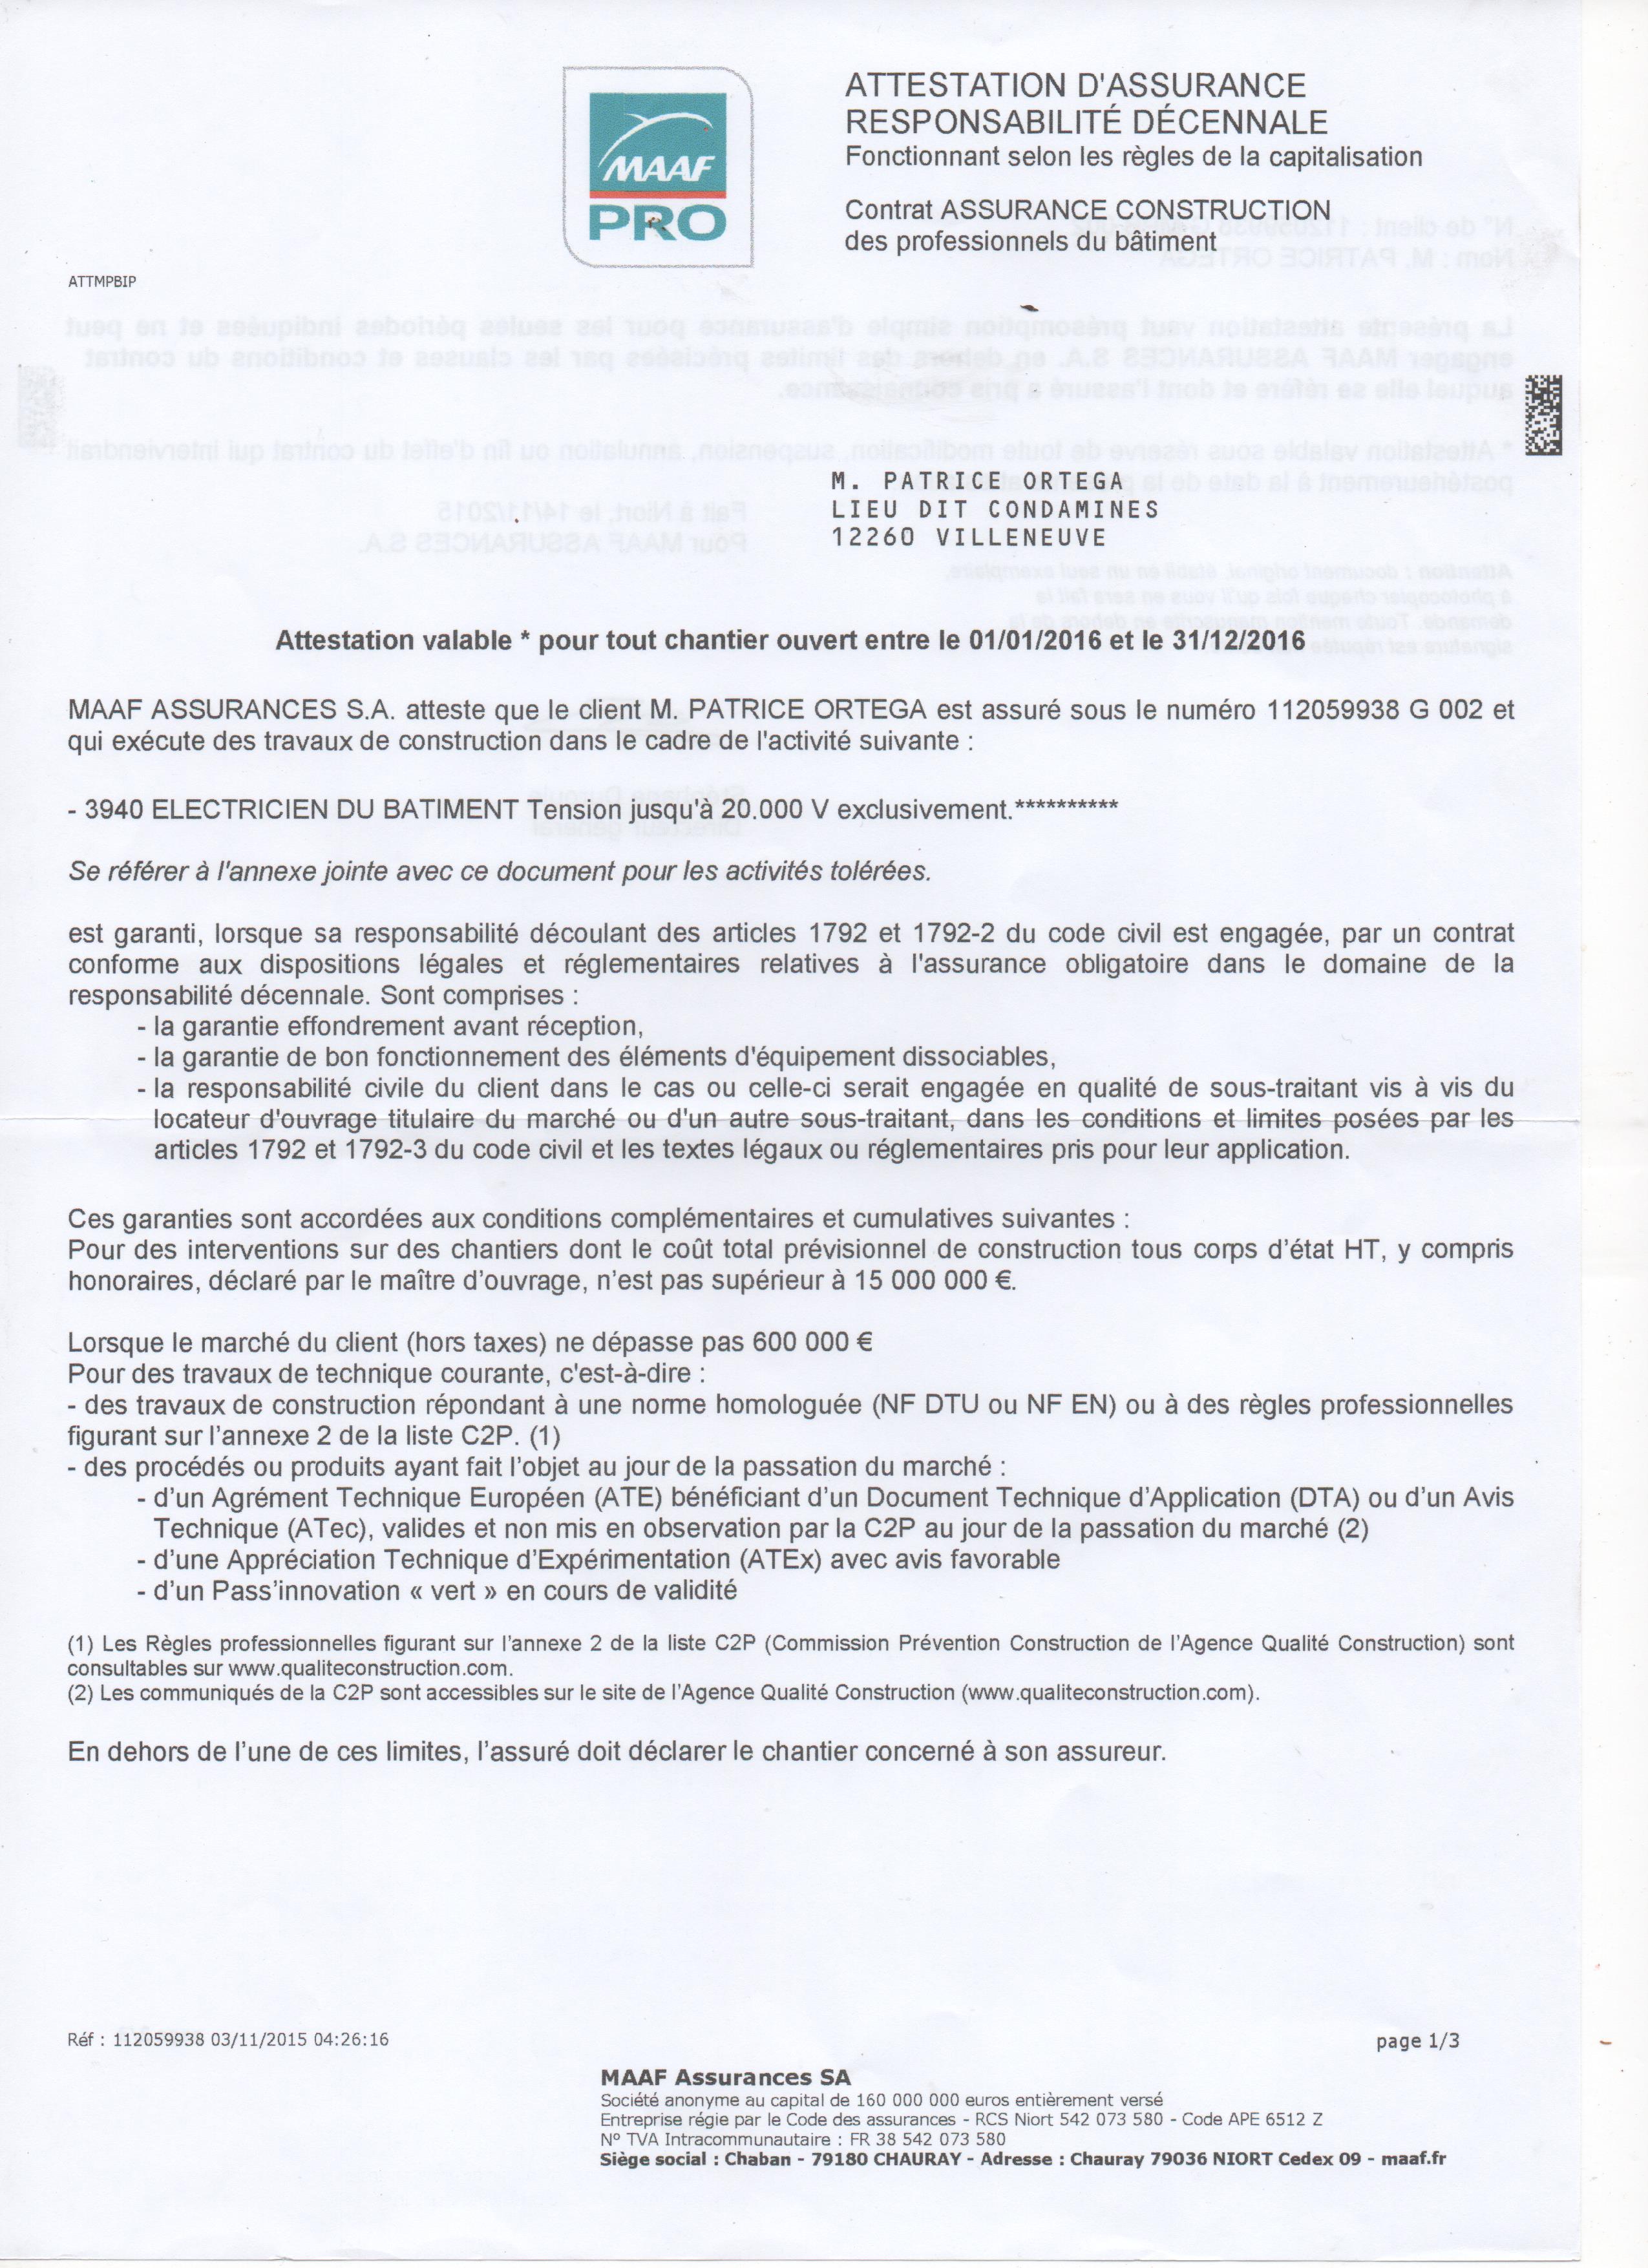 MAAF
PRO
ATTESTATION D'ASSURANCE
RESPONSABILITÉ DÉCENNALE
Fonctionnant selon les règles de la capitalisation
Contrat ASSURANCE CONSTRUCTION
des professionnels du bâtiment
ATTMPBIP
M. PATRICE ORTEGA
LIEU DIT CONDAMINES
12260 VILLENEUVE
Attestation valable * pour tout chantier ouvert entre le 01/01/2016 et le 31/12/2016
MAAF ASSURANCES S.A. atteste que le client M. PATRICE ORTEGA est assuré sous le numéro 112059938 G 002 et
qui exécute des travaux de construction dans le cadre de l'activité suivante :
- 3940 ELECTRICIEN DU BATIMENT Tension jusqu'à 20.000 V exclusivement.**********
Se référer à l'annexe jointe avec ce document pour les activités tolérées.
est garanti, lorsque sa responsabilité découlant des articles 1792 et 1792-2 du code civil est engagée, par un contrat
conforme aux dispositions légales et réglementaires relatives à l'assurance obligatoire dans le domaine de la
responsabilité décennale. Sont comprises :
- la garantie effondrement avant réception,
- la garantie de bon fonctionnement des éléments d'équipement dissociables,
- la responsabilité civile du client dans le cas ou celle-ci serait engagée en qualité de sous-traitant vis à vis du
locateur d'ouvrage titulaire du marché ou d'un autre sous-traitant, dans les conditions et limites posées par les
articles 1792 et 1792-3 du code civil et les textes légaux ou réglementaires pris pour leur application.
Ces garanties sont accordées aux conditions complémentaires et cumulatives suivantes :
Pour des interventions sur des chantiers dont le coût total prévisionnel de construction tous corps d'état HT, y compris
honoraires, déclaré par le maître d'ouvrage, n'est pas supérieur à 15 000 000 €.
Lorsque le marché du client (hors taxes) ne dépasse pas 600 000 €
Pour des travaux de technique courante, c'est-à-dire :
- des travaux de construction répondant à une norme homologuée (NF DTU ou NF EN) ou à des règles professionnelles
figurant sur l'annexe 2 de la liste C2P. (1)
- des procédés ou produits ayant fait l'objet au jour de la passation du marché :
- d'un Agrément Technique Européen (ATE) bénéficiant d'un Document Technique d'Application (DTA) ou d'un Avis
Technique (ATec), valides et non mis en observation par la C2P au jour de la passation du marché (2)
- d'une Appréciation Technique d'Expérimentation (ATEx) avec avis favorable
- d'un Pass'innovation « vert » en cours de validité
(1) Les Règles professionnelles figurant sur l'annexe 2 de la liste C2P (Commission Prévention Construction de l'Agence Qualité Construction) sont
consultables sur www.qualiteconstruction.com.
(2) Les communiqués de la C2P sont accessibles sur le site de l'Agence Qualité Construction (www.qualiteconstruction.com).
En dehors de l'une de ces limites, l'assuré doit déclarer le chantier concerné à son assureur.
Réf : 112059938 03/11/2015 04:26:16
page 1/3
MAAF Assurances SA
Société anonyme au capital de 160 000 000 euros entièrement versé
Entreprise régie par le Code des assurances - RCS Niort 542 073 580 - Code APE 6512 Z
N° TVA Intracommunautaire : FR 38 542 073 580
Siège social : Chaban - 79180 CHAURAY - Adresse : Chauray 79036 NIORT Cedex 09 - maaf.fr